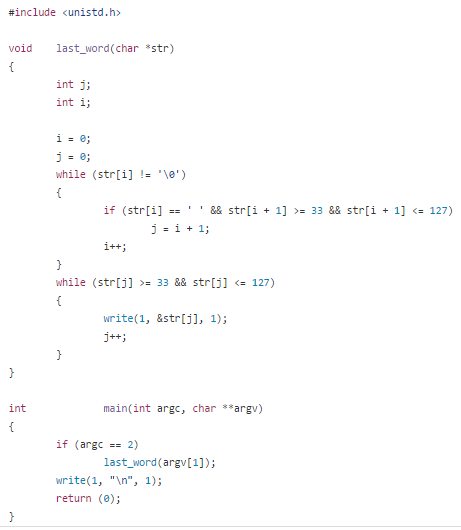 #include <unistd.h>
void	last_word(char *str)
{
	int j;
	int i;
	i = 0;
	j = 0;
	while (str[i] != '\0')
	{
		if (str[i] == ' ' && str[i + 1] >= 33 && str[i + 1] <= 127)
			j = i + 1;
		i++;
	}
	while (str[j] >= 33 && str[j] <= 127)
	{
		write(1, &str[j], 1);
		j++;
	}
}
int		main(int argc, char **argv)
{
	if (argc == 2)
		last_word(argv[1]);
	write(1, "\n", 1);
	return (0);
}